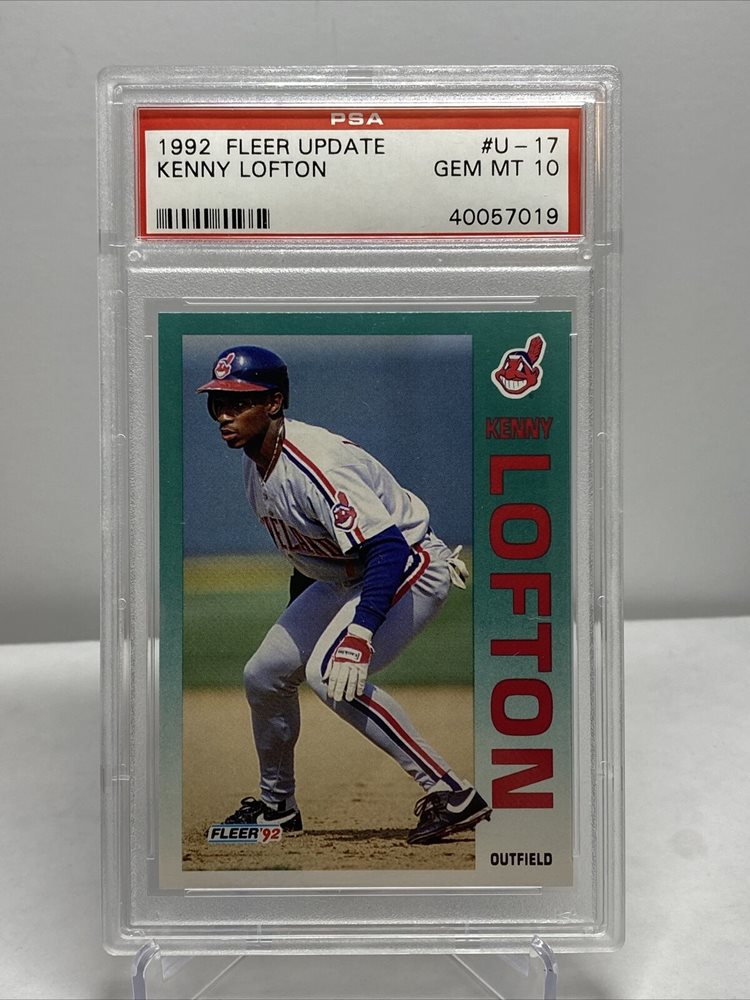 PSA
1992 FLEER UPDATE #U-17
KENNY LOFTON GEM MT 10
40057019
KENNY
LOFTON
FLEER '92
OUTFIELD